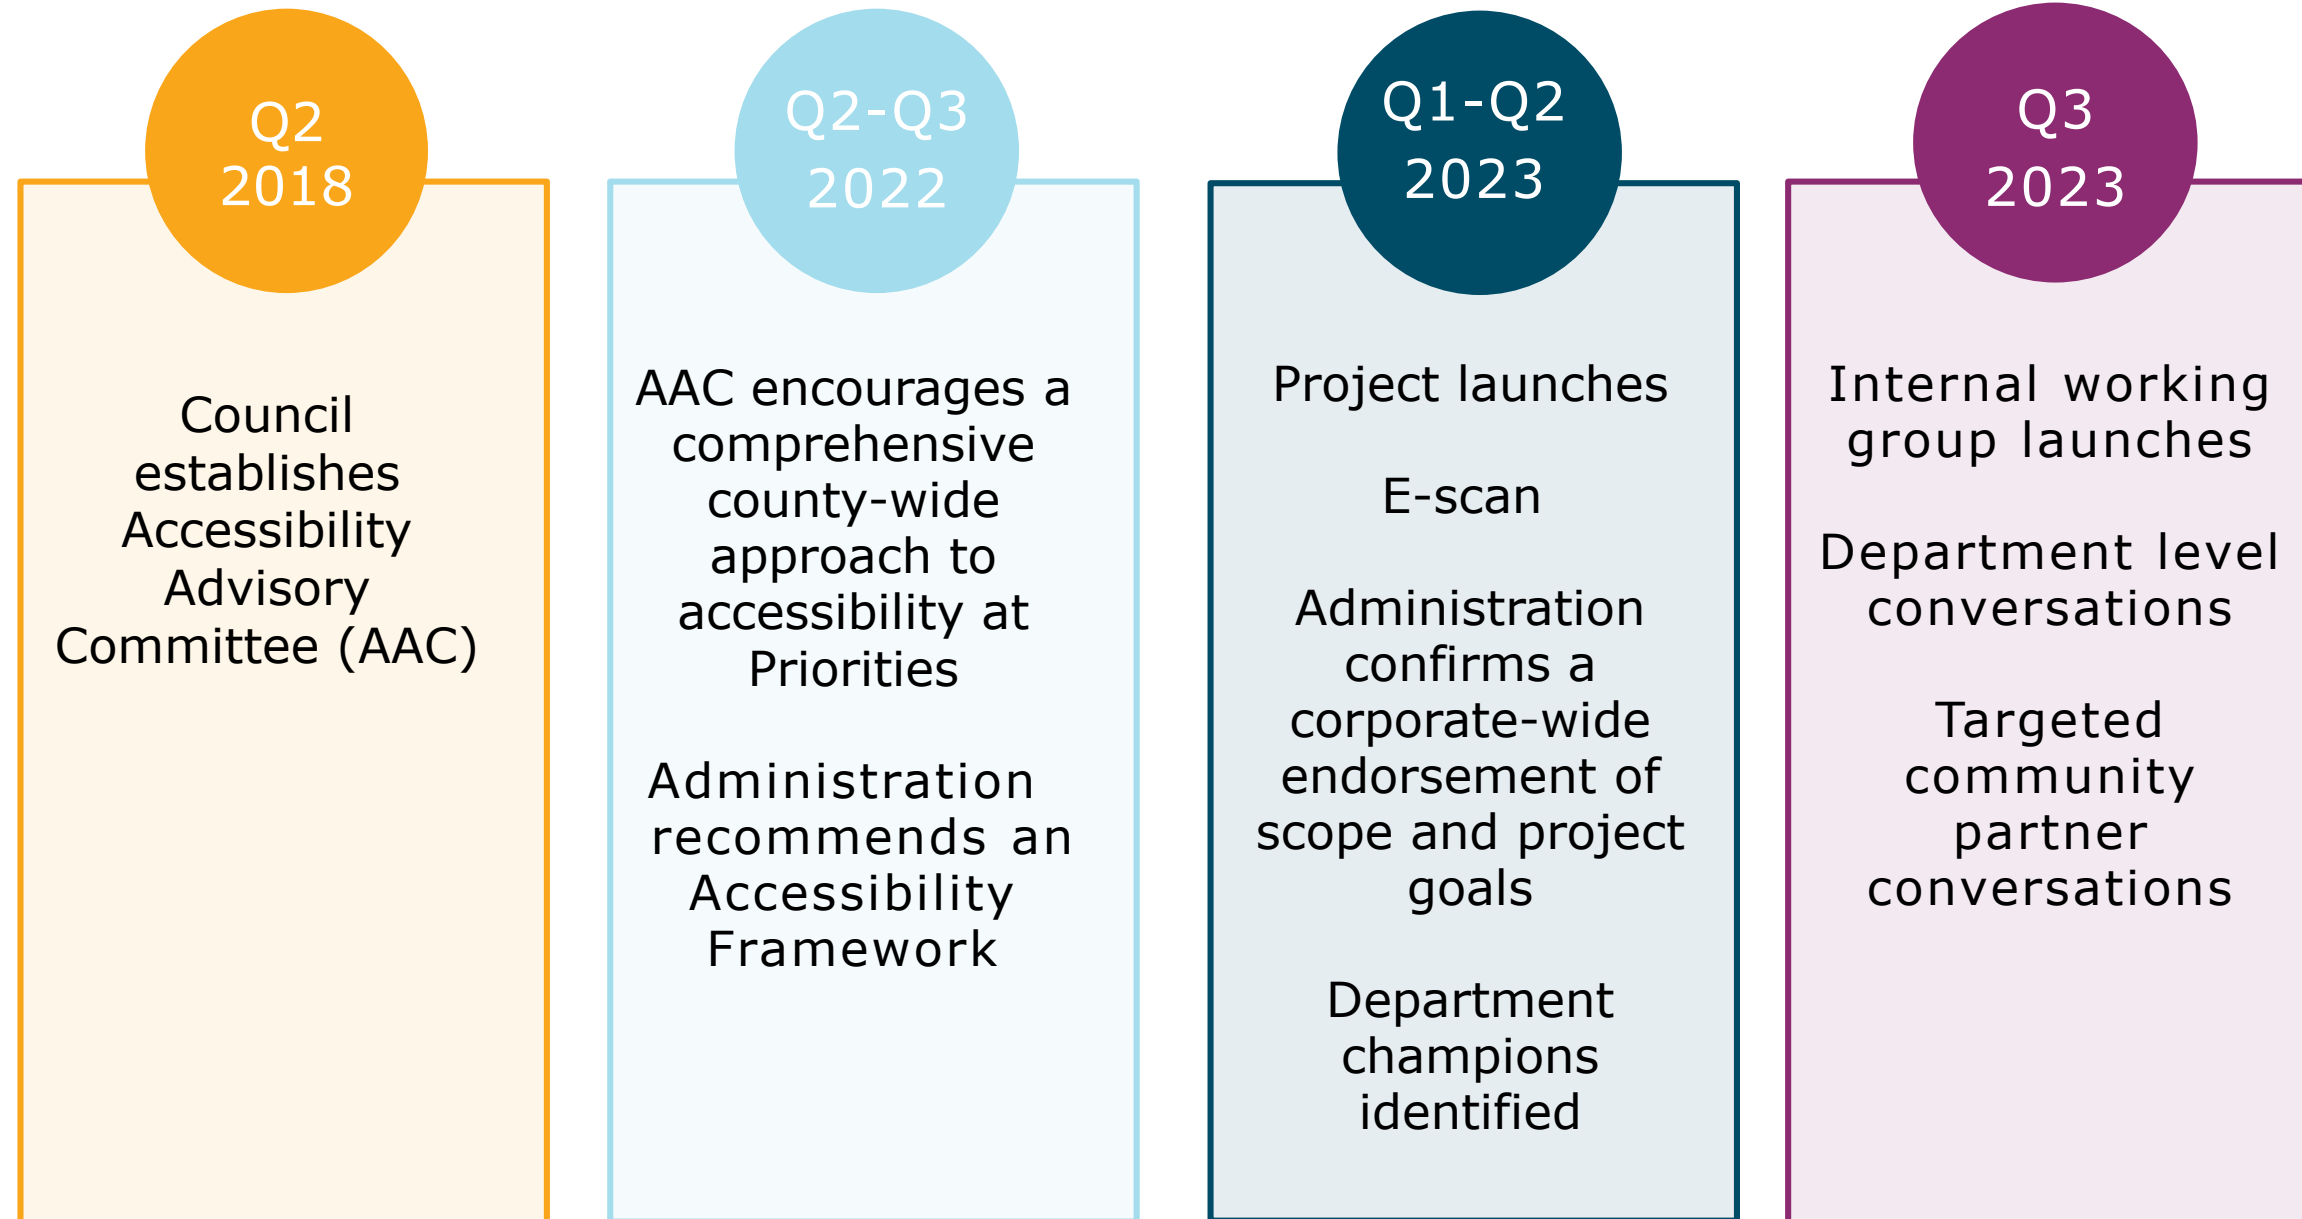 Q2
2018
Council
establishes
Accessibility
Advisory
Committee (AAC)
Q2-Q3
2022
AAC encourages a
comprehensive
county-wide
approach to
accessibility at
Priorities
Administration
recommends an
Accessibility
Framework
Q1-Q2
2023
Project launches
E-scan
Administration
confirms a
corporate-wide
endorsement of
scope and project
goals
Department
champions
identified
Q3
2023
Internal working
group launches
Department level
conversations
Targeted
community
partner
conversations